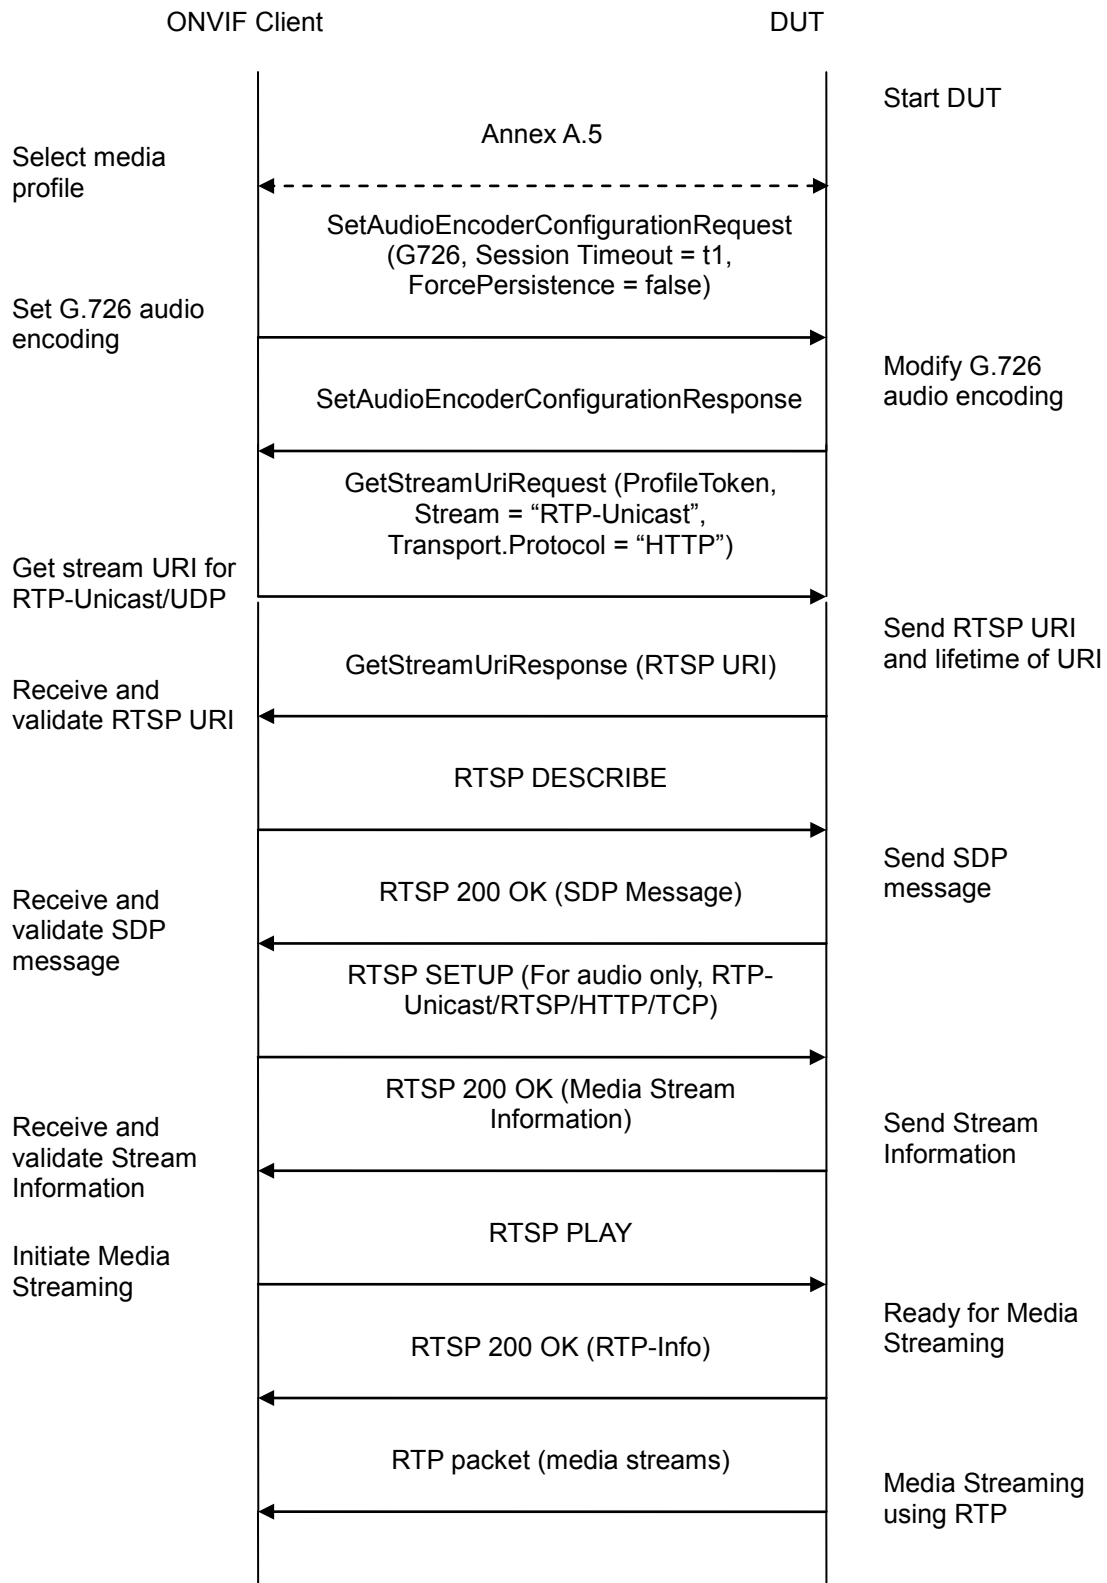 ONVIF Client
DUT
Start DUT
Annex A.5
Select media
profile
SetAudioEncoderConfigurationRequest
(G726, Session Timeout = t1,
ForcePersistence = false)
Set G.726 audio
encoding
Modify G.726
audio encoding
SetAudioEncoderConfigurationResponse
GetStreamUriRequest (ProfileToken,
Stream = “RTP-Unicast”,
Transport.Protocol = “HTTP”)
Get stream URI for
RTP-Unicast/UDP
Send RTSP URI
and lifetime of URI
GetStreamUriResponse (RTSP URI)
Receive and
validate RTSP URI
RTSP DESCRIBE
Send SDP
message
RTSP 200 OK (SDP Message)
Receive and
validate SDP
message
RTSP SETUP (For audio only, RTP-
Unicast/RTSP/HTTP/TCP)
RTSP 200 OK (Media Stream
Information)
Send Stream
Information
Receive and
validate Stream
Information
RTSP PLAY
Initiate Media
Streaming
Ready for Media
Streaming
RTSP 200 OK (RTP-Info)
RTP packet (media streams)
Media Streaming
using RTP